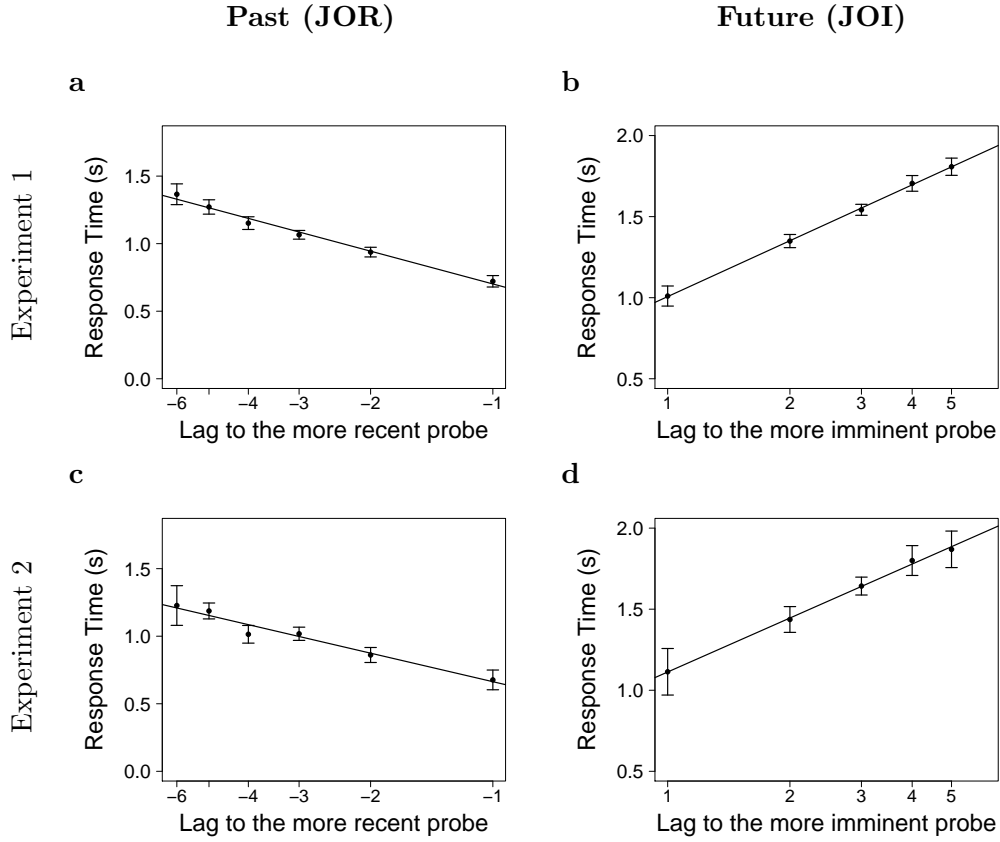 Past (JOR)
Future (JOI)
Experiment 1
a
Response Time (s)
1.5
1.0
0.5
0.0
−6 −4 −3 −2 −1
Lag to the more recent probe
b
Response Time (s)
2.0
1.5
1.0
0.5
1 2 3 4 5
Lag to the more imminent probe
Experiment 2
c
Response Time (s)
1.5
1.0
0.5
0.0
−6 −4 −3 −2 −1
Lag to the more recent probe
d
Response Time (s)
2.0
1.5
1.0
0.5
1 2 3 4 5
Lag to the more imminent probe